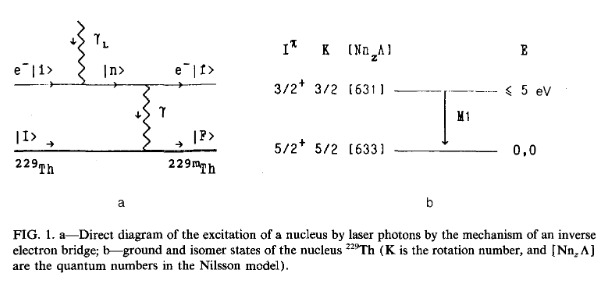 γL
e⁻|1> |n> e⁻|f>
γ
|I> |F>
229Th 229mTh
a
Iπ K [NnzΛ] E
3/2+ 3/2 [631] ≤ 5 eV
M1
5/2+ 5/2 [633] 0,0
b
FIG. 1. a—Direct diagram of the excitation of a nucleus by laser photons by the mechanism of an inverse
electron bridge; b—ground and isomer states of the nucleus ²²⁹Th (K is the rotation number, and [Nnz Λ]
are the quantum numbers in the Nilsson model).